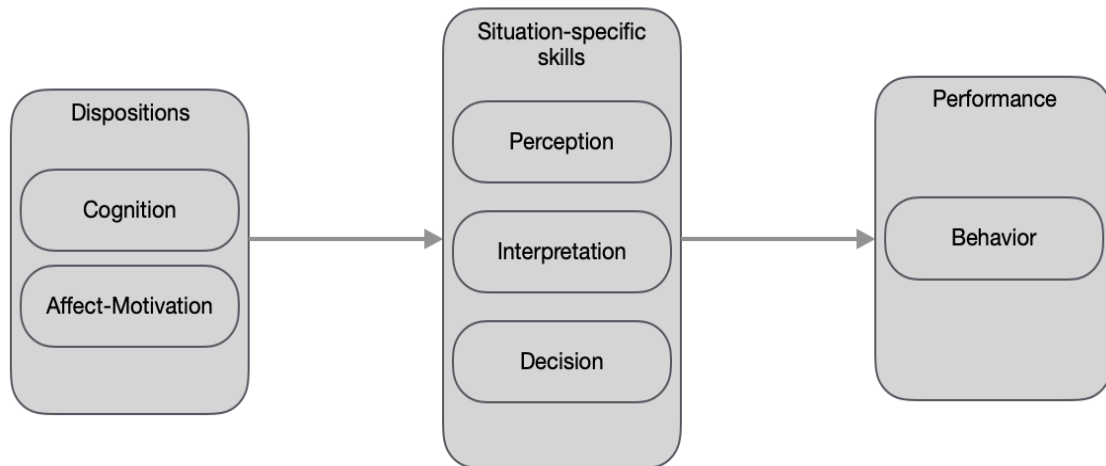 Dispositions
Cognition
Affect-Motivation
Situation-specific
skills
Perception
Interpretation
Decision
Performance
Behavior